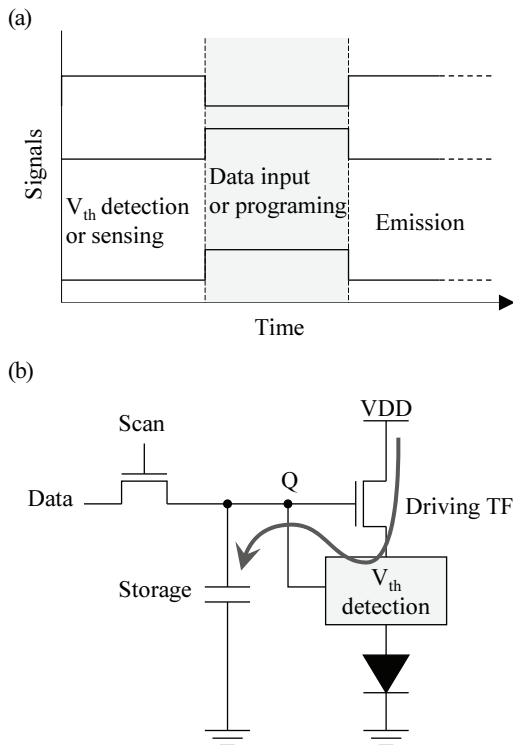 (a)
Signals
V_th detection
or sensing
Data input
or programing
Emission
Time
(b)
VDD
Scan
Q
Data
Driving TF
Storage
V_th
detection